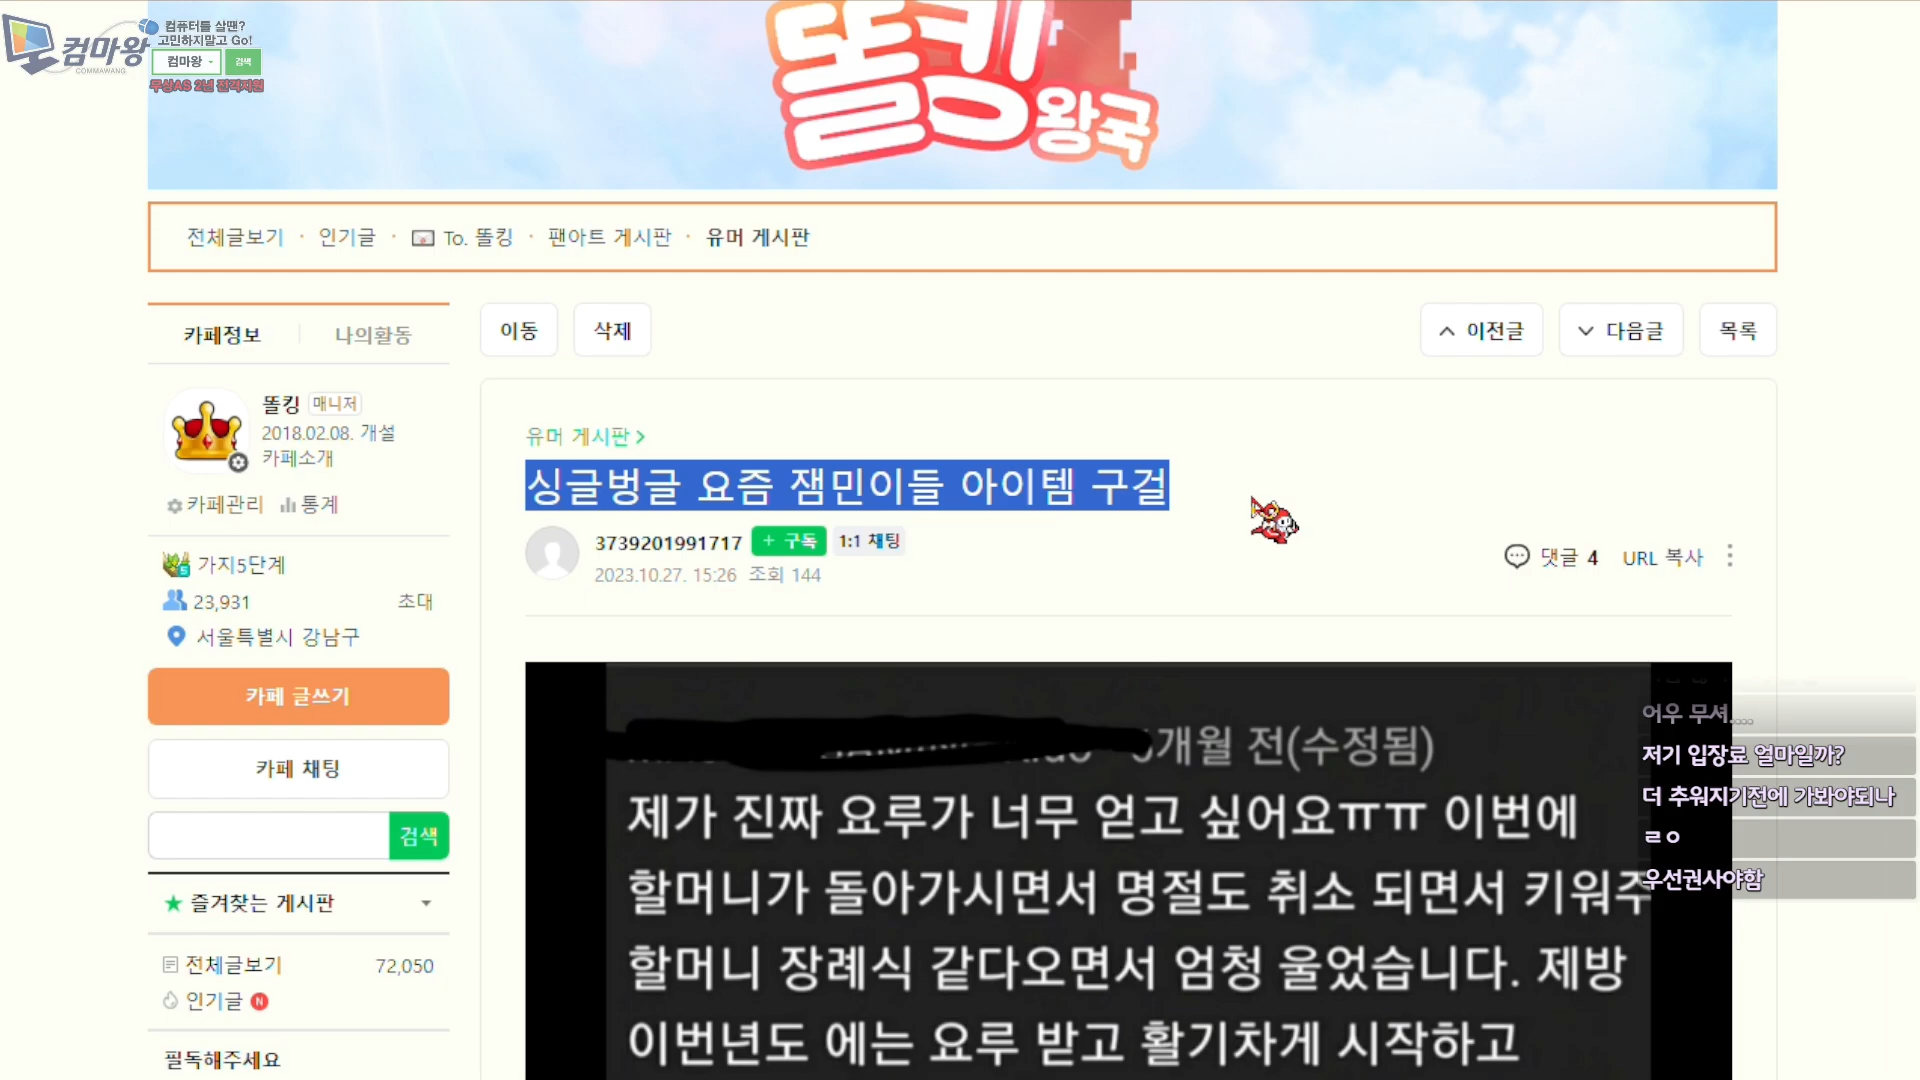 컴마왕
COMMAWANG
컴퓨터를 살땐?
고민하지말고 Go!
컴마왕
검색
무상AS 2년 전격지원
똘킹왕국
전체글보기 · 인기글 · To. 똘킹 · 팬아트 게시판 · 유머 게시판
카페정보 나의활동
이동 삭제
이전글 다음글 목록
똘킹 매니저
2018.02.08. 개설
카페소개
카페관리 통계
가지5단계
23,931 초대
서울특별시 강남구
카페 글쓰기
카페 채팅
검색
즐겨찾는 게시판
전체글보기 72,050
인기글 N
필독해주세요
유머 게시판 >
싱글벙글 요즘 잼민이들 아이템 구걸
3739201991717 + 구독 1:1 채팅
2023.10.27. 15:26 조회 144
댓글 4 URL 복사
개월 전(수정됨)
제가 진짜 요루가 너무 얻고 싶어요ㅠㅠ 이번에
할머니가 돌아가시면서 명절도 취소 되면서 키워주
할머니 장례식 같다오면서 엄청 울었습니다. 제방
이번년도 에는 요루 받고 활기차게 시작하고
어우 무셔....
저기 입장료 얼마일까?
더 추워지기전에 가봐야되나
ㄹㅇ
우선권사야함